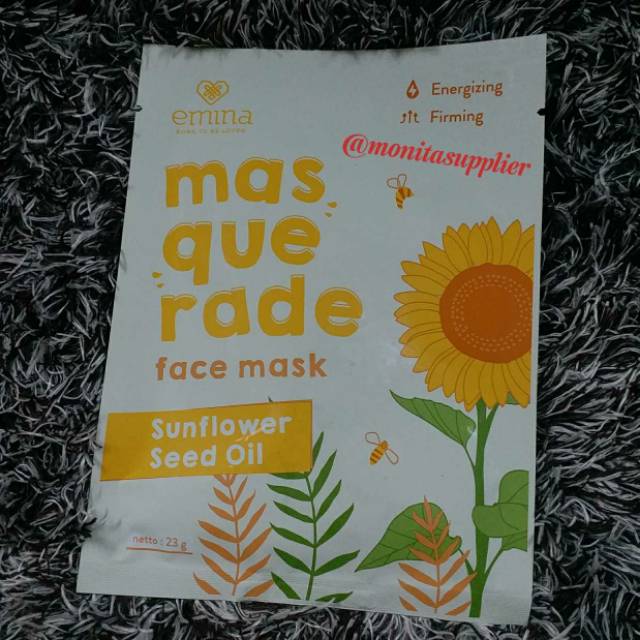 emina
BORN TO BE LOVED
Energizing
Firming
@monitasupplier
mas
que
rade
face mask
Sunflower
Seed Oil
netto : 23 g